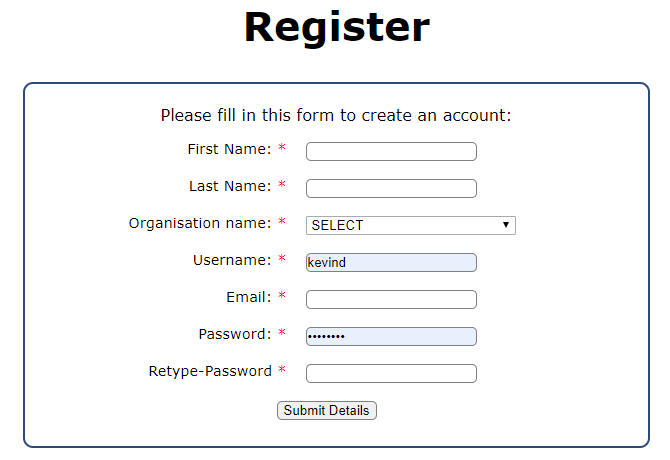 Register
Please fill in this form to create an account:
First Name: *
Last Name: *
Organisation name: * SELECT
Username: * kevind
Email: *
Password: * ••••••••
Retype-Password *
Submit Details